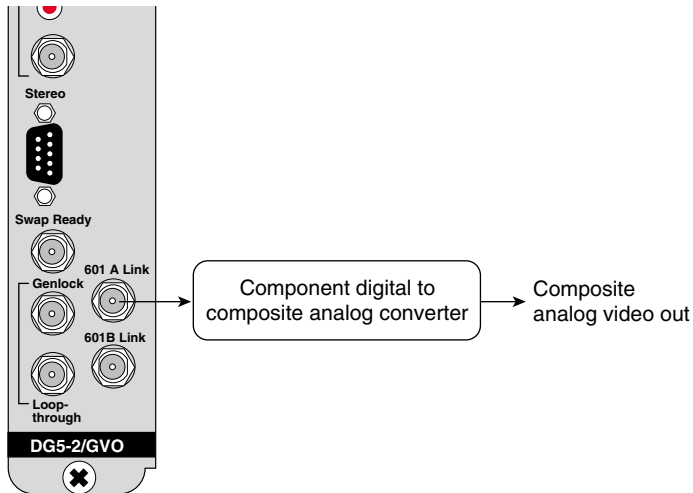 Stereo
Swap Ready
601 A Link
Genlock
601B Link
Loop-
through
DG5-2/GVO
Component digital to
composite analog converter
Composite
analog video out